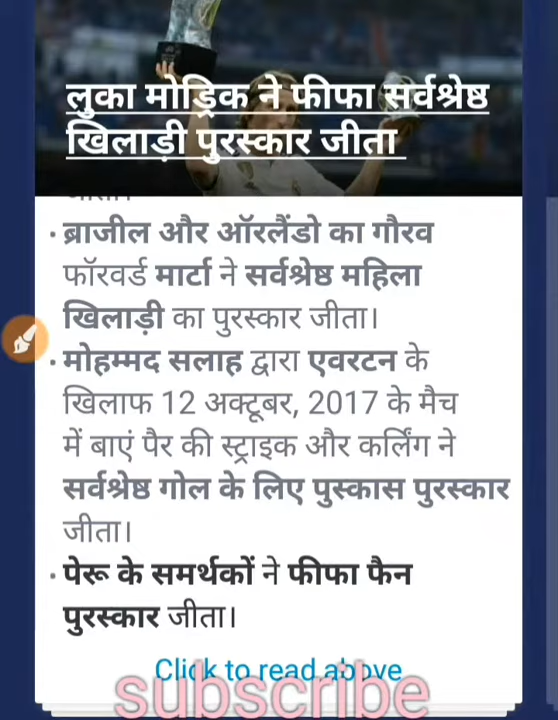 लुका मोड्रिक ने फीफा सर्वश्रेष्ठ
खिलाड़ी पुरस्कार जीता
• ब्राजील और ऑरलैंडो का गौरव
फॉरवर्ड मार्टा ने सर्वश्रेष्ठ महिला
खिलाड़ी का पुरस्कार जीता।
• मोहम्मद सलाह द्वारा एवरटन के
खिलाफ 12 अक्टूबर, 2017 के मैच
में बाएं पैर की स्ट्राइक और कर्लिंग ने
सर्वश्रेष्ठ गोल के लिए पुस्कास पुरस्कार
जीता।
• पेरू के समर्थकों ने फीफा फैन
पुरस्कार जीता।
Click to read above
subscribe